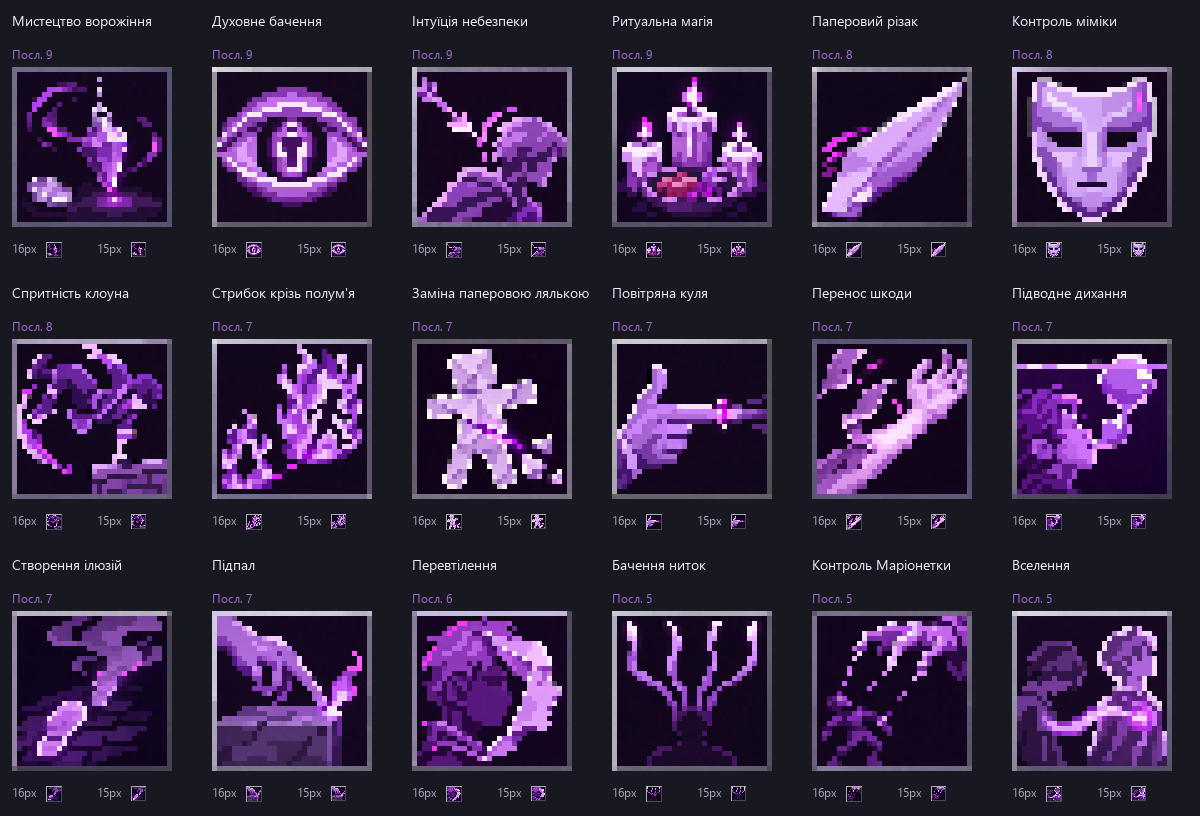 Мистецтво ворожіння
Духовне бачення
Інтуїція небезпеки
Ритуальна магія
Паперовий різак
Контроль міміки
Посл. 9
Посл. 9
Посл. 9
Посл. 9
Посл. 8
Посл. 8
16px 15px
16px 15px
16px 15px
16px 15px
16px 15px
16px 15px
Спритність клоуна
Стрибок крізь полум'я
Заміна паперовою лялькою
Повітряна куля
Перенос шкоди
Підводне дихання
Посл. 8
Посл. 7
Посл. 7
Посл. 7
Посл. 7
Посл. 7
16px 15px
16px 15px
16px 15px
16px 15px
16px 15px
16px 15px
Створення ілюзій
Підпал
Перевтілення
Бачення ниток
Контроль Маріонетки
Вселення
Посл. 7
Посл. 7
Посл. 6
Посл. 5
Посл. 5
Посл. 5
16px 15px
16px 15px
16px 15px
16px 15px
16px 15px
16px 15px